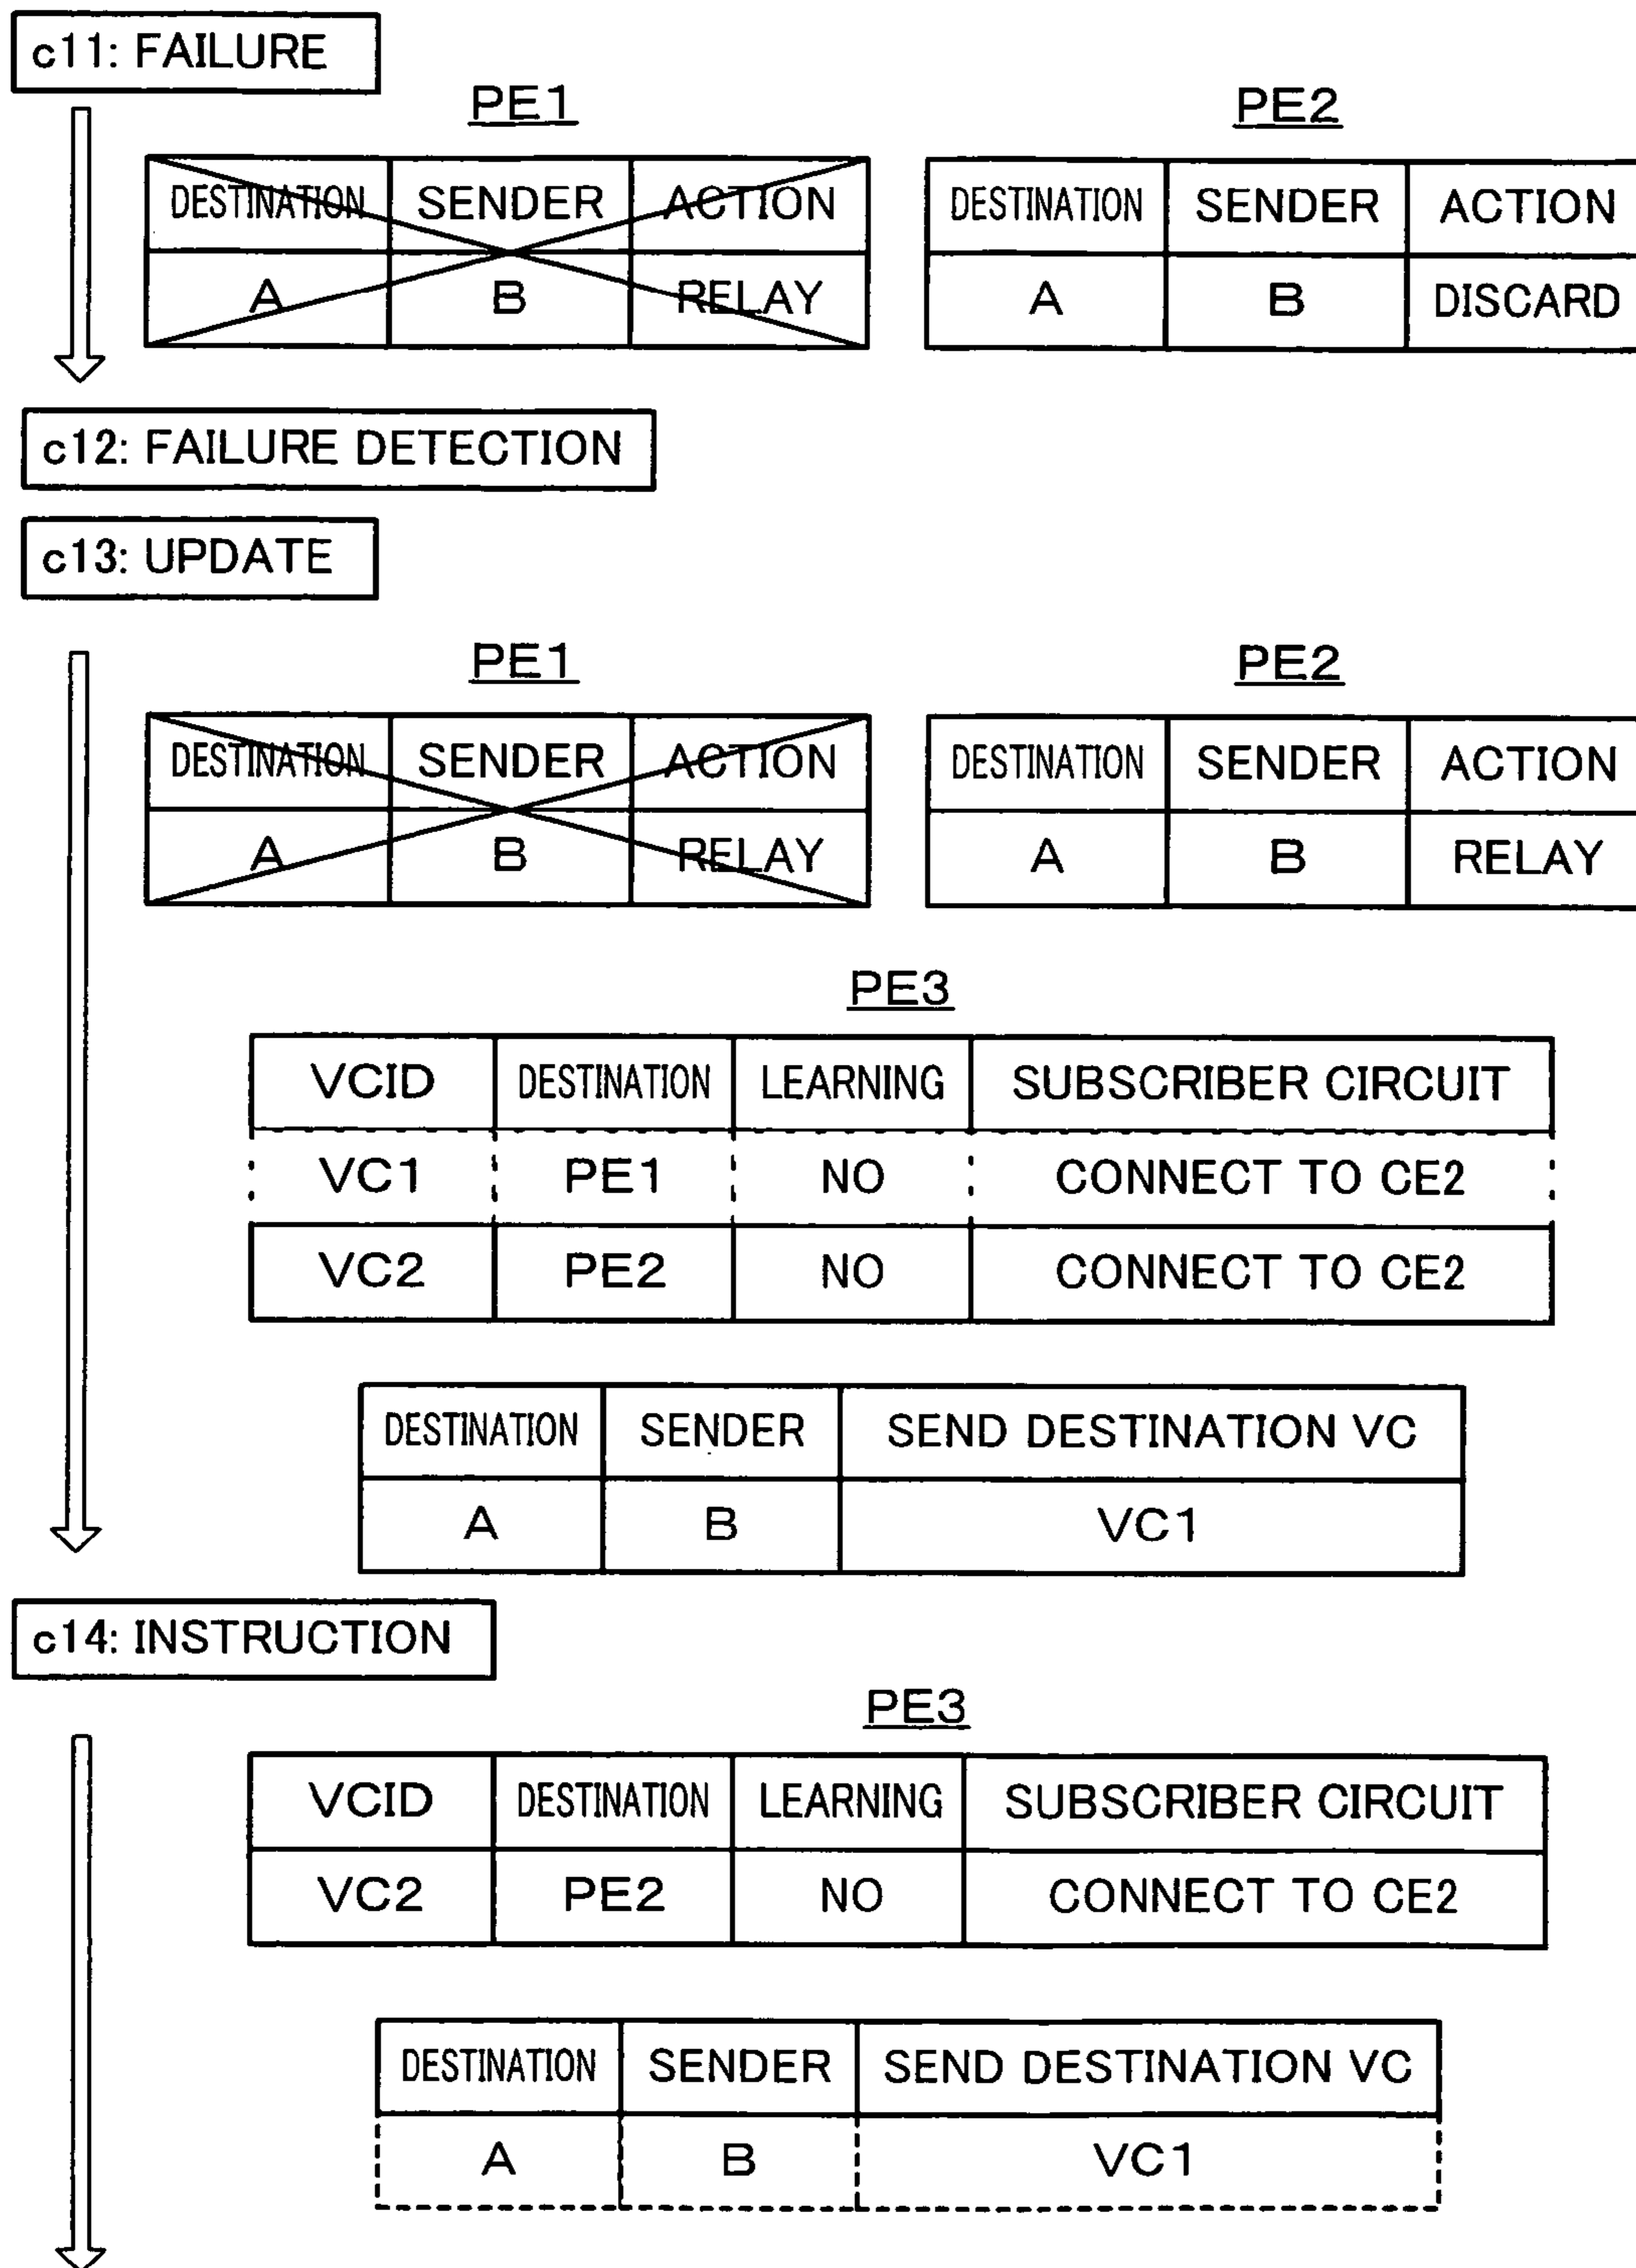 c11: FAILURE
PE1 PE2
DESTINATION SENDER ACTION DESTINATION SENDER ACTION
A B RELAY A B DISCARD
c12: FAILURE DETECTION
c13: UPDATE
PE1 PE2
DESTINATION SENDER ACTION DESTINATION SENDER ACTION
A B RELAY A B RELAY
PE3
VCID DESTINATION LEARNING SUBSCRIBER CIRCUIT
VC1 PE1 NO CONNECT TO CE2
VC2 PE2 NO CONNECT TO CE2
DESTINATION SENDER SEND DESTINATION VC
A B VC1
c14: INSTRUCTION
PE3
VCID DESTINATION LEARNING SUBSCRIBER CIRCUIT
VC2 PE2 NO CONNECT TO CE2
DESTINATION SENDER SEND DESTINATION VC
A B VC1